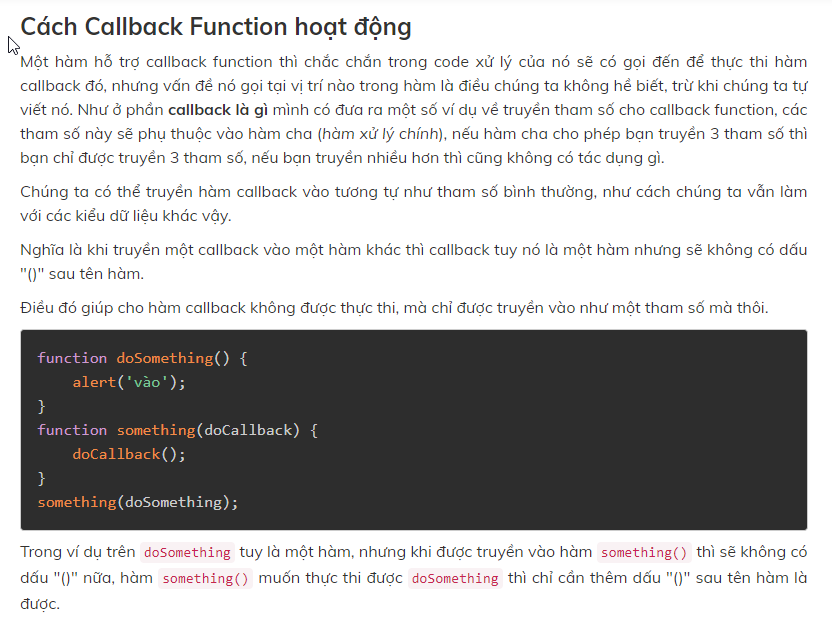 Cách Callback Function hoạt động
Một hàm hỗ trợ callback function thì chắc chắn trong code xử lý của nó sẽ có gọi đến để thực thi hàm
callback đó, nhưng vấn đề nó gọi tại vị trí nào trong hàm là điều chúng ta không hề biết, trừ khi chúng ta tự
viết nó. Như ở phần callback là gì mình có đưa ra một số ví dụ về truyền tham số cho callback function, các
tham số này sẽ phụ thuộc vào hàm cha (hàm xử lý chính), nếu hàm cha cho phép bạn truyền 3 tham số thì
bạn chỉ được truyền 3 tham số, nếu bạn truyền nhiều hơn thì cũng không có tác dụng gì.
Chúng ta có thể truyền hàm callback vào tương tự như tham số bình thường, như cách chúng ta vẫn làm
với các kiểu dữ liệu khác vậy.
Nghĩa là khi truyền một callback vào một hàm khác thì callback tuy nó là một hàm nhưng sẽ không có dấu
"()" sau tên hàm.
Điều đó giúp cho hàm callback không được thực thi, mà chỉ được truyền vào như một tham số mà thôi.
function doSomething() {
    alert('vào');
}
function something(doCallback) {
    doCallback();
}
something(doSomething);
Trong ví dụ trên doSomething tuy là một hàm, nhưng khi được truyền vào hàm something() thì sẽ không có
dấu "()" nữa, hàm something() muốn thực thi được doSomething thì chỉ cần thêm dấu "()" sau tên hàm là
được.